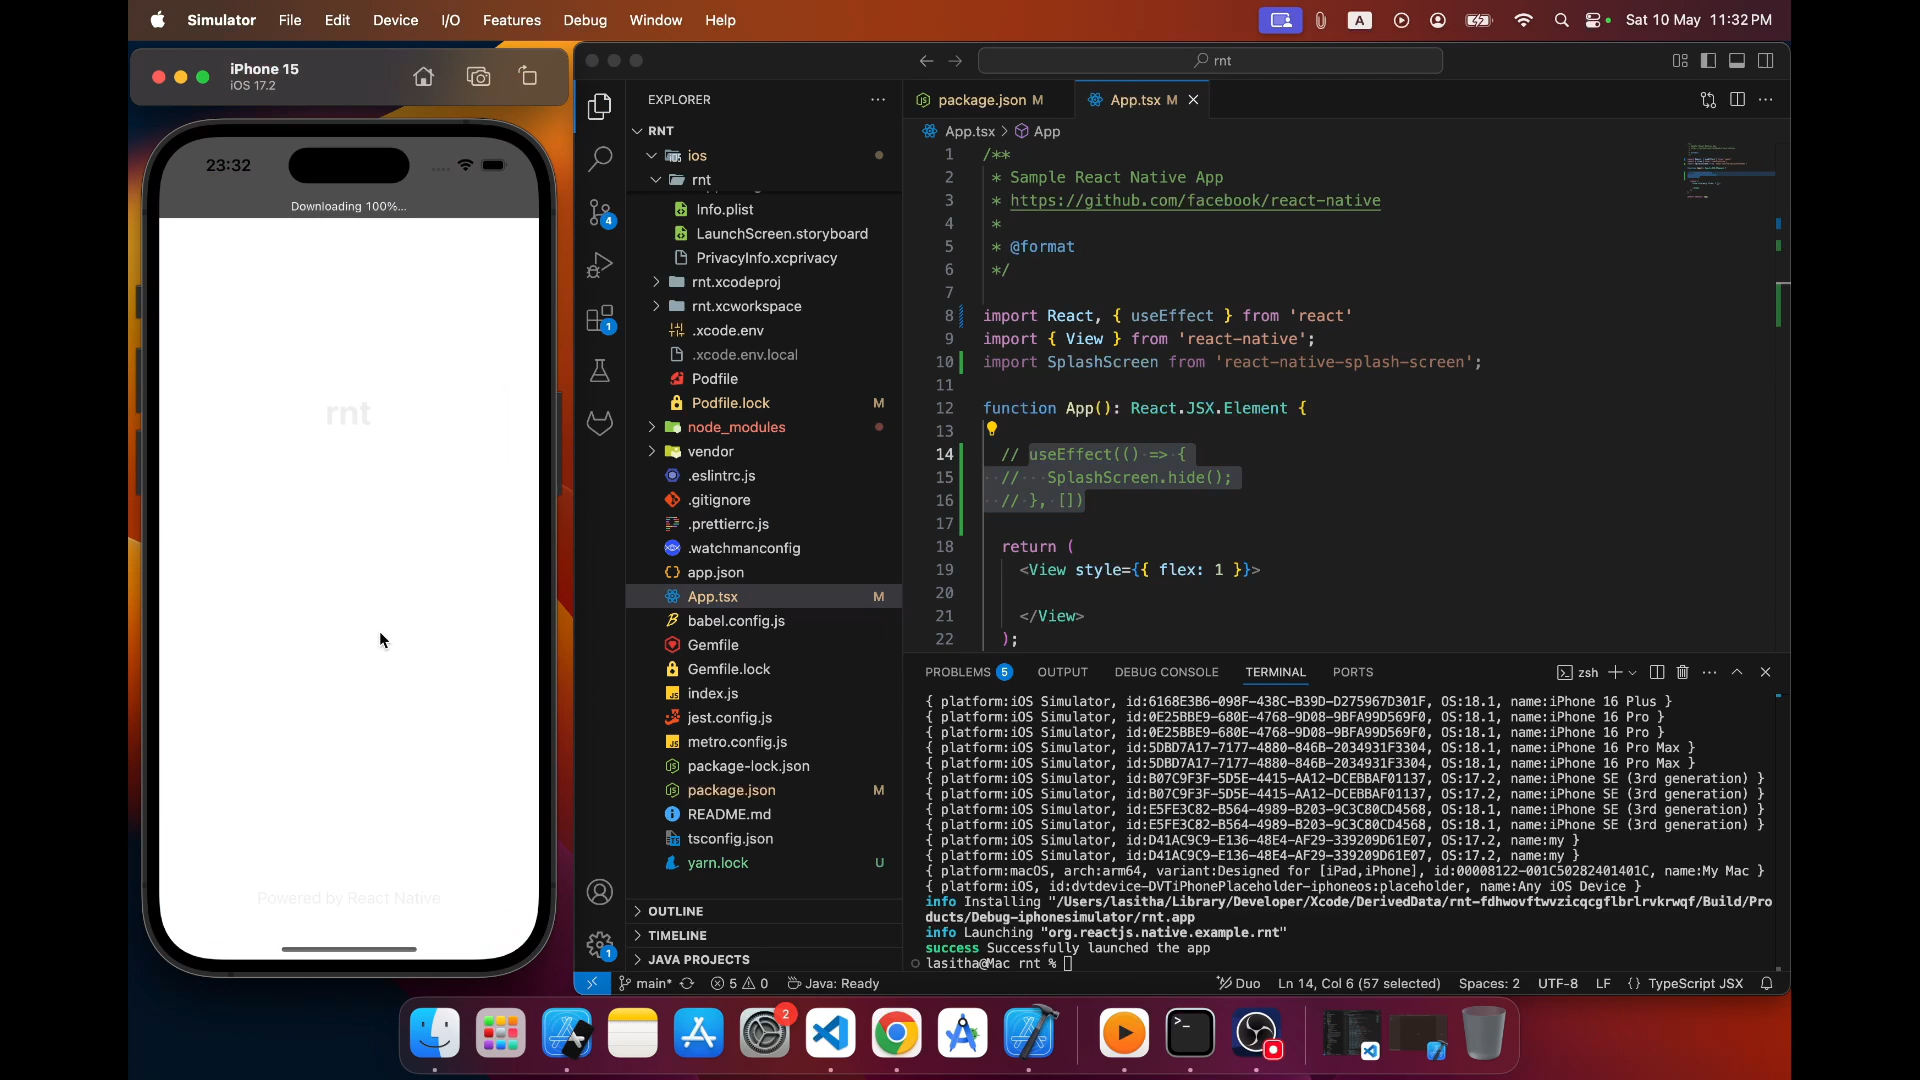 Simulator File Edit Device I/O Features Debug Window Help
A
Sat 10 May 11:32 PM
iPhone 15
iOS 17.2
23:32
Downloading 100%...
rnt
Powered by React Native
rnt
EXPLORER
RNT
ios
rnt
Info.plist
LaunchScreen.storyboard
PrivacyInfo.xcprivacy
rnt.xcodeproj
rnt.xcworkspace
.xcode.env
.xcode.env.local
Podfile
Podfile.lock M
node_modules
vendor
.eslintrc.js
.gitignore
.prettierrc.js
.watchmanconfig
app.json
App.tsx M
babel.config.js
Gemfile
Gemfile.lock
index.js
jest.config.js
metro.config.js
package-lock.json
package.json M
README.md
tsconfig.json
yarn.lock U
OUTLINE
TIMELINE
JAVA PROJECTS
4
1
1
package.json M
App.tsx M
App.tsx > App
1 /**
2 * Sample React Native App
3 * https://github.com/facebook/react-native
4 *
5 * @format
6 */
7
8 import React, { useEffect } from 'react'
9 import { View } from 'react-native';
10 import SplashScreen from 'react-native-splash-screen';
11
12 function App(): React.JSX.Element {
13
14 // useEffect(() => {
15 // SplashScreen.hide();
16 // }, [])
17
18 return (
19 <View style={{ flex: 1 }}>
20
21 </View>
22 );
PROBLEMS 5 OUTPUT DEBUG CONSOLE TERMINAL PORTS
zsh
{ platform:iOS Simulator, id:6168E3B6-098F-438C-B39D-D275967D301F, OS:18.1, name:iPhone 16 Plus }
{ platform:iOS Simulator, id:0E25BBE9-680E-4768-9D08-9BFA99D569F0, OS:18.1, name:iPhone 16 Pro }
{ platform:iOS Simulator, id:0E25BBE9-680E-4768-9D08-9BFA99D569F0, OS:18.1, name:iPhone 16 Pro }
{ platform:iOS Simulator, id:5DBD7A17-7177-4880-846B-2034931F3304, OS:18.1, name:iPhone 16 Pro Max }
{ platform:iOS Simulator, id:5DBD7A17-7177-4880-846B-2034931F3304, OS:18.1, name:iPhone 16 Pro Max }
{ platform:iOS Simulator, id:B07C9F3F-5D5E-4415-AA12-DCEBBAF01137, OS:17.2, name:iPhone SE (3rd generation) }
{ platform:iOS Simulator, id:B07C9F3F-5D5E-4415-AA12-DCEBBAF01137, OS:17.2, name:iPhone SE (3rd generation) }
{ platform:iOS Simulator, id:E5FE3C82-B564-4989-B203-9C3C80CD4568, OS:18.1, name:iPhone SE (3rd generation) }
{ platform:iOS Simulator, id:E5FE3C82-B564-4989-B203-9C3C80CD4568, OS:18.1, name:iPhone SE (3rd generation) }
{ platform:iOS Simulator, id:D41AC9C9-E136-48E4-AF29-339209D61E07, OS:17.2, name:my }
{ platform:iOS Simulator, id:D41AC9C9-E136-48E4-AF29-339209D61E07, OS:17.2, name:my }
{ platform:macOS, arch:arm64, variant:Designed for [iPad,iPhone], id:00008122-001C50282401401C, name:My Mac }
{ platform:iOS, id:dvtdevice-DVTiPhonePlaceholder-iphoneos:placeholder, name:Any iOS Device }
info Installing "/Users/lasitha/Library/Developer/Xcode/DerivedData/rnt-fdhwovftwvzicqcgflbrlrvkrwqf/Build/Pro
ducts/Debug-iphonesimulator/rnt.app
info Launching "org.reactjs.native.example.rnt"
success Successfully launched the app
lasitha@Mac rnt %
main* 5 0 Java: Ready Duo Ln 14, Col 6 (57 selected) Spaces: 2 UTF-8 LF {} TypeScript JSX
2